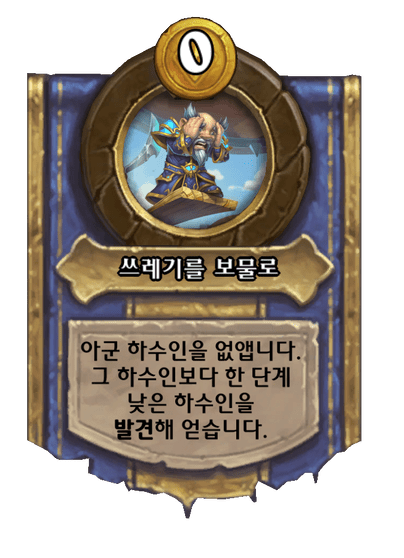 0
쓰레기를 보물로
아군 하수인을 없앱니다.
그 하수인보다 한 단계
낮은 하수인을
발견해 얻습니다.